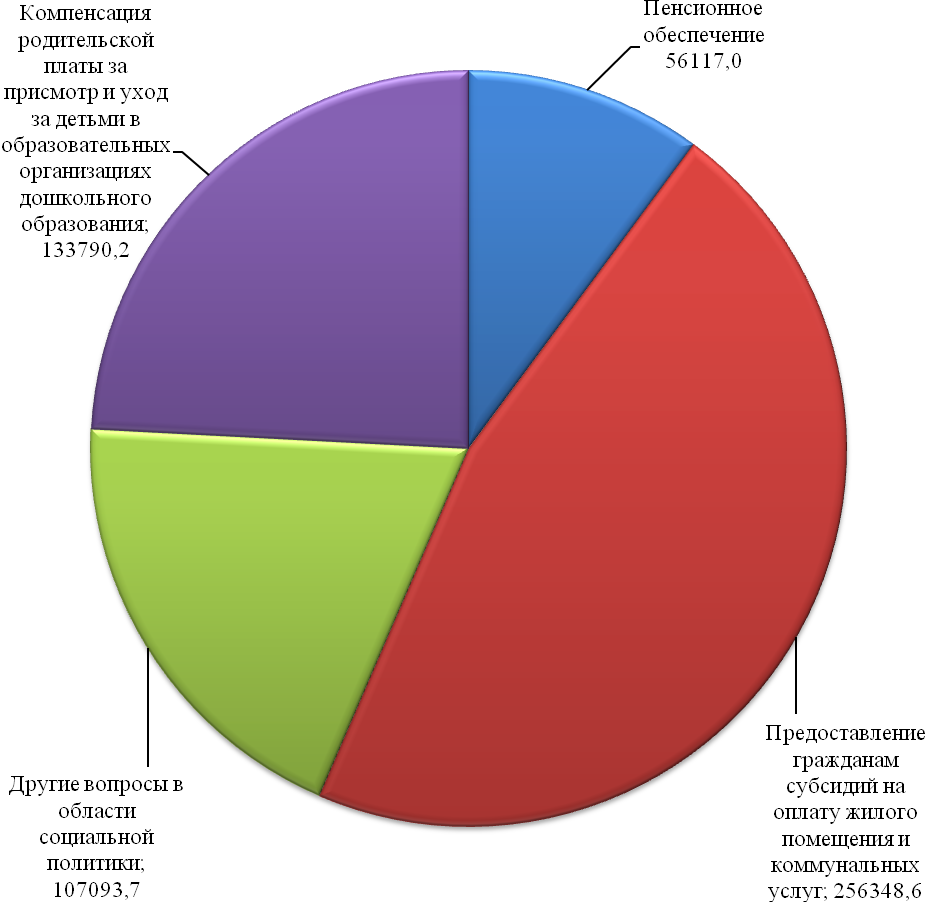 Компенсация
родительской
платы за
присмотр и уход
за детьми в
образовательных
организациях
дошкольного
образования;
133790,2
Пенсионное
обеспечение
56117,0
Другие вопросы в
области
социальной
политики;
107093,7
Предоставление
гражданам
субсидий на
оплату жилого
помещения и
коммунальных
услуг; 256348,6